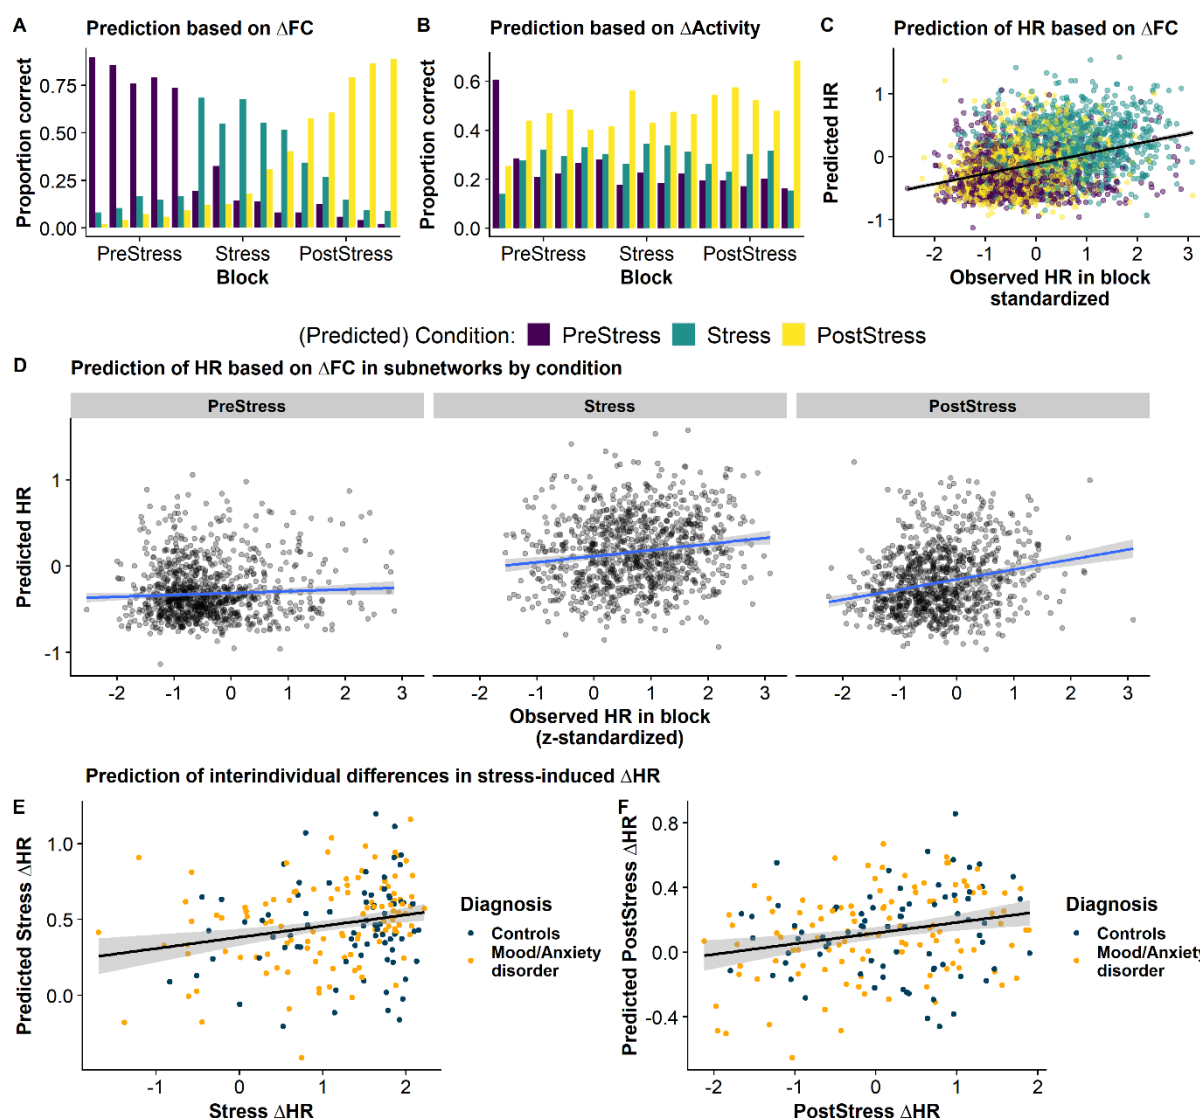 A Prediction based on ΔFC
Proportion correct
0.75
0.50
0.25
0.00
PreStress Stress PostStress
Block
B Prediction based on ΔActivity
Proportion correct
0.6
0.4
0.2
0.0
PreStress Stress PostStress
Block
C Prediction of HR based on ΔFC
Predicted HR
1
0
-1
-2 -1 0 1 2 3
Observed HR in block
standardized
(Predicted) Condition: PreStress Stress PostStress
D Prediction of HR based on ΔFC in subnetworks by condition
PreStress Stress PostStress
Predicted HR
1
0
-1
-2 -1 0 1 2 3
-2 -1 0 1 2 3
-2 -1 0 1 2 3
Observed HR in block
(z-standardized)
Prediction of interindividual differences in stress-induced ΔHR
E
Predicted Stress ΔHR
1.0
0.5
0.0
-1 0 1 2
Stress ΔHR
Diagnosis
Controls
Mood/Anxiety
disorder
F
Predicted PostStress ΔHR
0.8
0.4
0.0
-0.4
-2 -1 0 1 2
PostStress ΔHR
Diagnosis
Controls
Mood/Anxiety
disorder